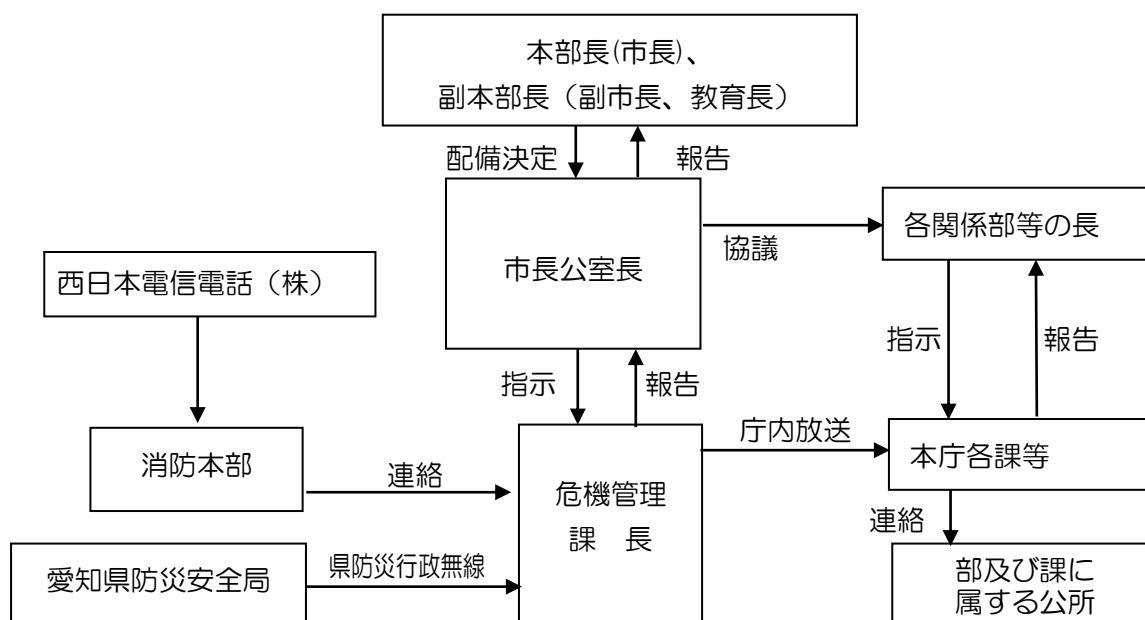 本部長(市長)、
副本部長（副市長、教育長）
配備決定
報告
市長公室長
協議
各関係部等の長
西日本電信電話（株）
指示
報告
指示
報告
消防本部
連絡
危機管理
課　長
庁内放送
本庁各課等
連絡
愛知県防災安全局
県防災行政無線
部及び課に
属する公所